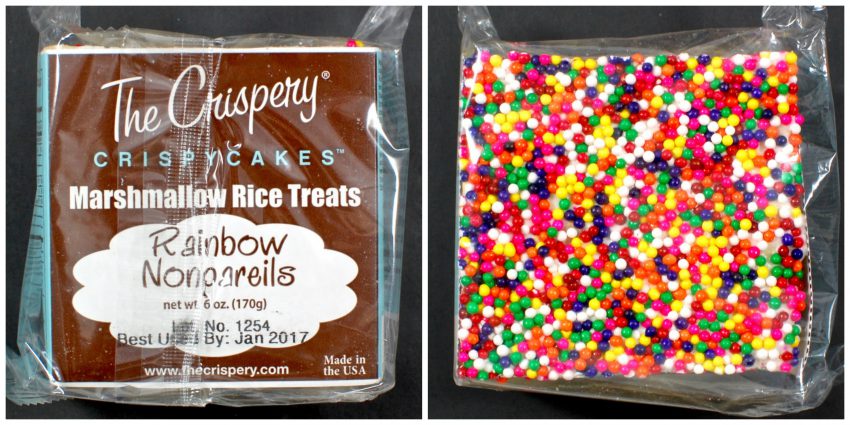 The Crispery®
CRISPYCAKES™
Marshmallow Rice Treats
Rainbow
Nonpareils
net wt. 6 oz. (170g)
Lot No. 1254
Best Used By: Jan 2017
Made in
the USA
www.thecrispery.com